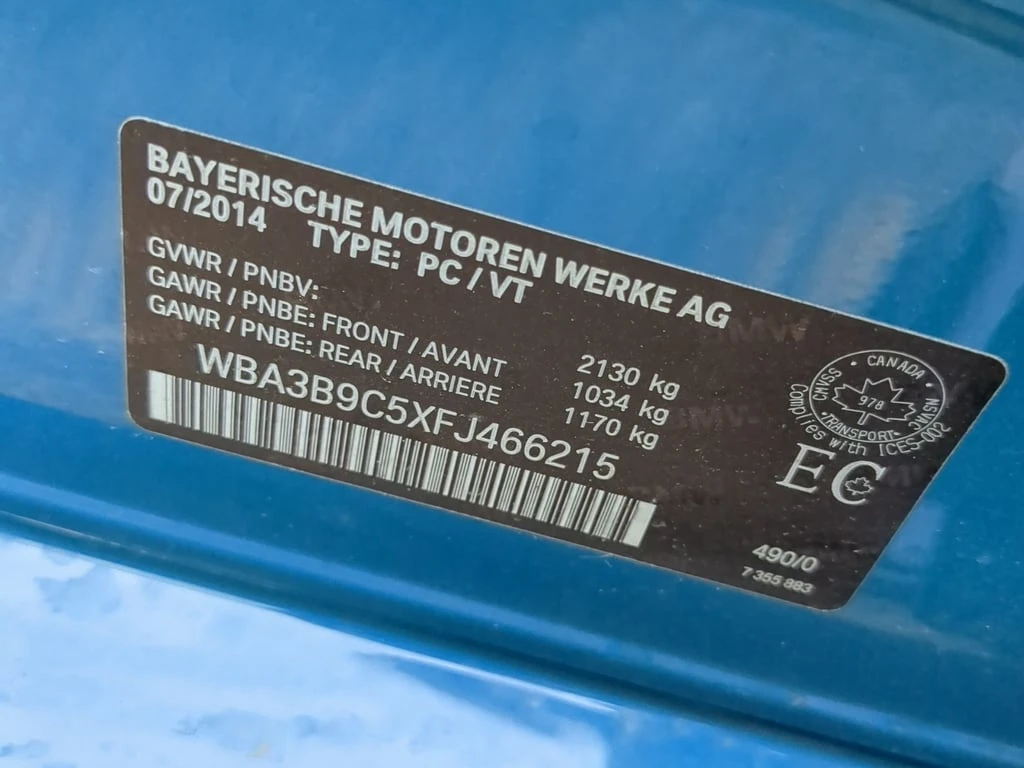 BAYERISCHE MOTOREN WERKE AG
07/2014 TYPE: PC / VT
GVWR / PNBV: 2130 kg
GAWR / PNBE: FRONT / AVANT 1034 kg
GAWR / PNBE: REAR / ARRIERE 1170 kg
WBA3B9C5XFJ466215
CANADA
CMVSS NSVAC
978
TRANSPORT
Complies with ICES-002
EC
490/0
7 355 883